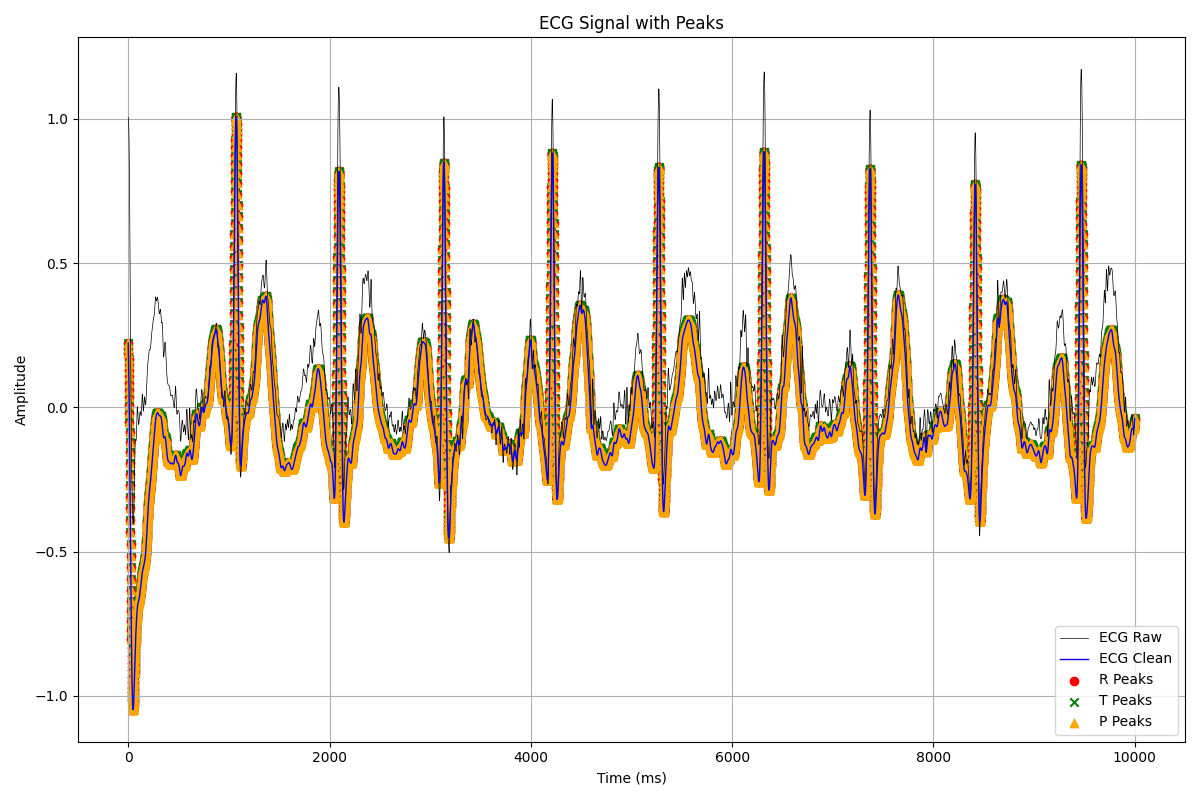 ECG Signal with Peaks
Amplitude
1.0
0.5
0.0
−0.5
−1.0
0
2000
4000
6000
8000
10000
Time (ms)
ECG Raw
ECG Clean
R Peaks
T Peaks
P Peaks